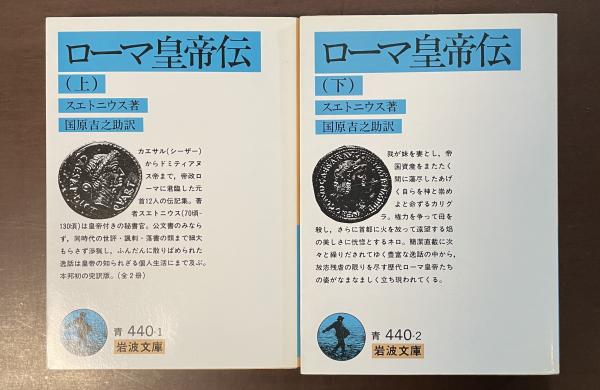 ローマ皇帝伝
(上)
スエトニウス著
国原吉之助訳
カエサル(シーザー)
からドミティアヌ
ス帝まで、帝政ロ
ーマに君臨した元
首12人の伝記集。著
者スエトニウス(70頃-
130頃)は皇帝付きの秘書官。公文書のみなら
ず、同時代の世評・諷刺・落書の類まで細大
もらさず渉猟し、ふんだんに散りばめられた
逸話は皇帝の知られざる個人生活にまで及ぶ。
本邦初の完訳版。(全2冊)
青 440-1
岩波文庫
ローマ皇帝伝
(下)
スエトニウス著
国原吉之助訳
我が妹を妻とし、帝
国資産をまたたく
間に蕩尽したあげ
く自らを神と崇め
よと命ずるカリグ
ラ。権力を争って母を
殺し、さらに首都に火を放って遠望する焰
の美しさに恍惚とするネロ。簡潔直截に次
々と繰りだされてゆく豊富な逸話の中から、
放恣残虐の限りを尽す歴代ローマ皇帝たち
の姿がなまなましく立ち現われてくる。
青 440-2
岩波文庫